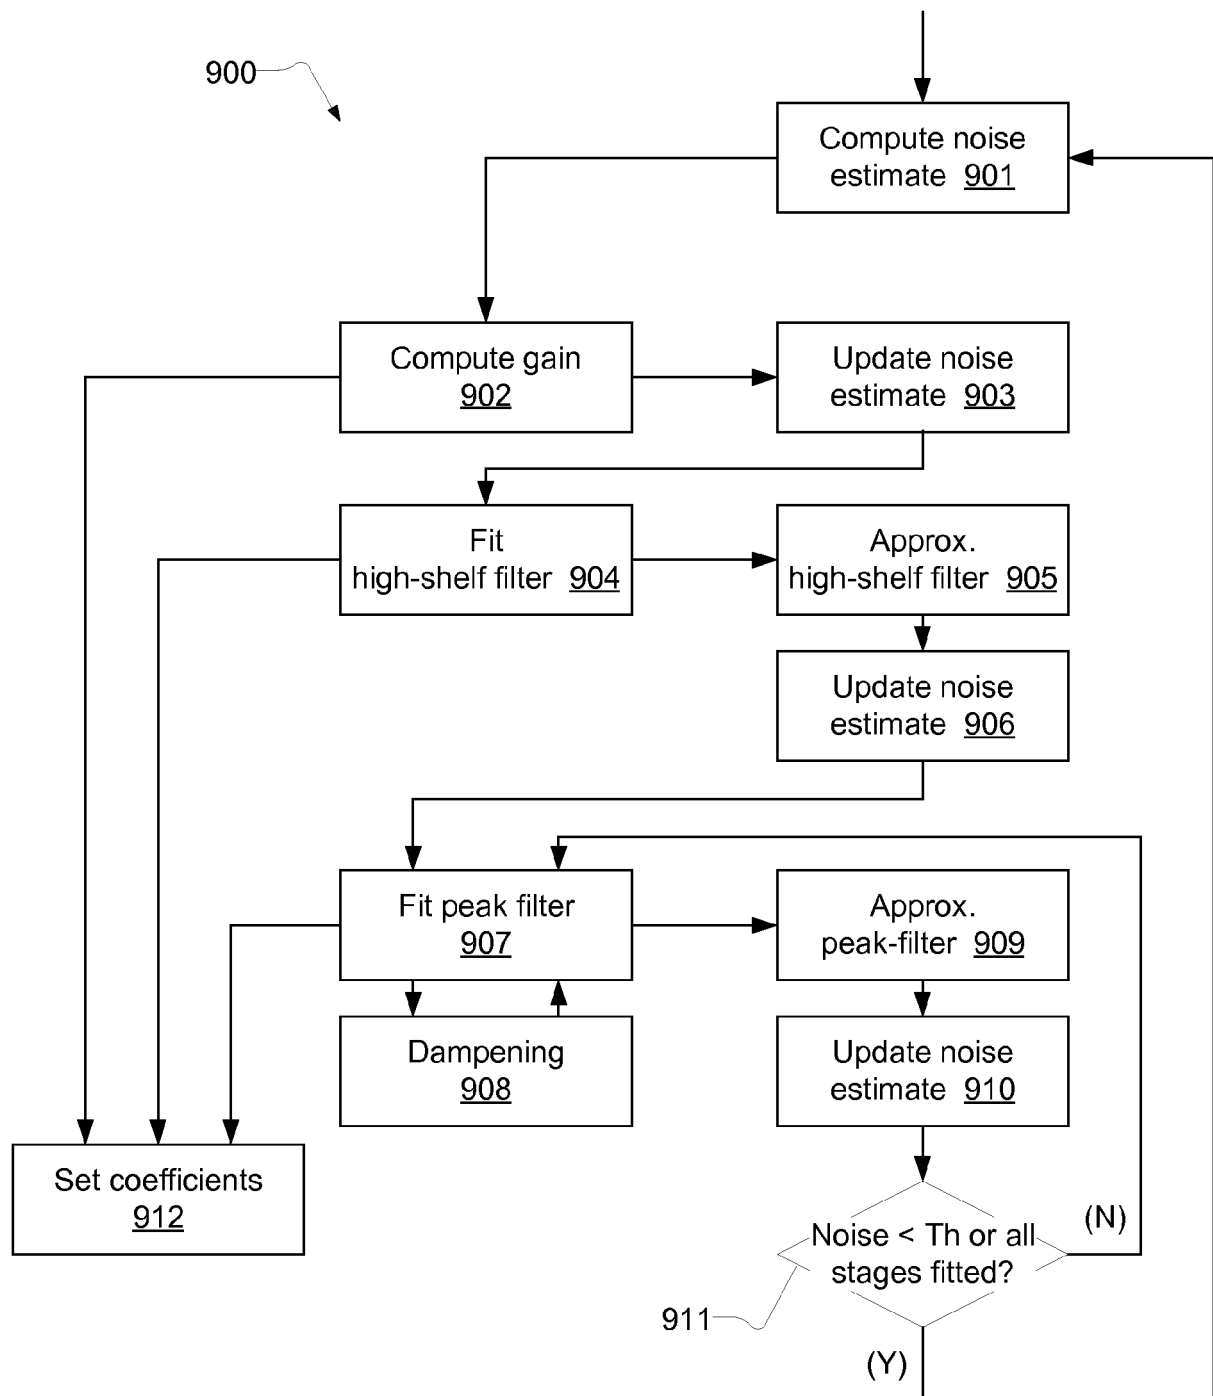 900
Compute noise
estimate 901
Compute gain
902
Update noise
estimate 903
Fit
high-shelf filter 904
Approx.
high-shelf filter 905
Update noise
estimate 906
Fit peak filter
907
Approx.
peak-filter 909
Dampening
908
Update noise
estimate 910
Set coefficients
912
Noise < Th or all
stages fitted?
(N)
911
(Y)